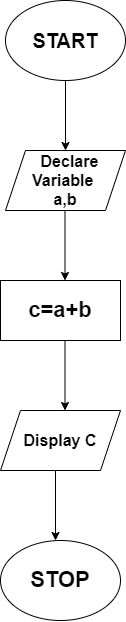 START
Declare
Variable
a,b
c=a+b
Display C
STOP